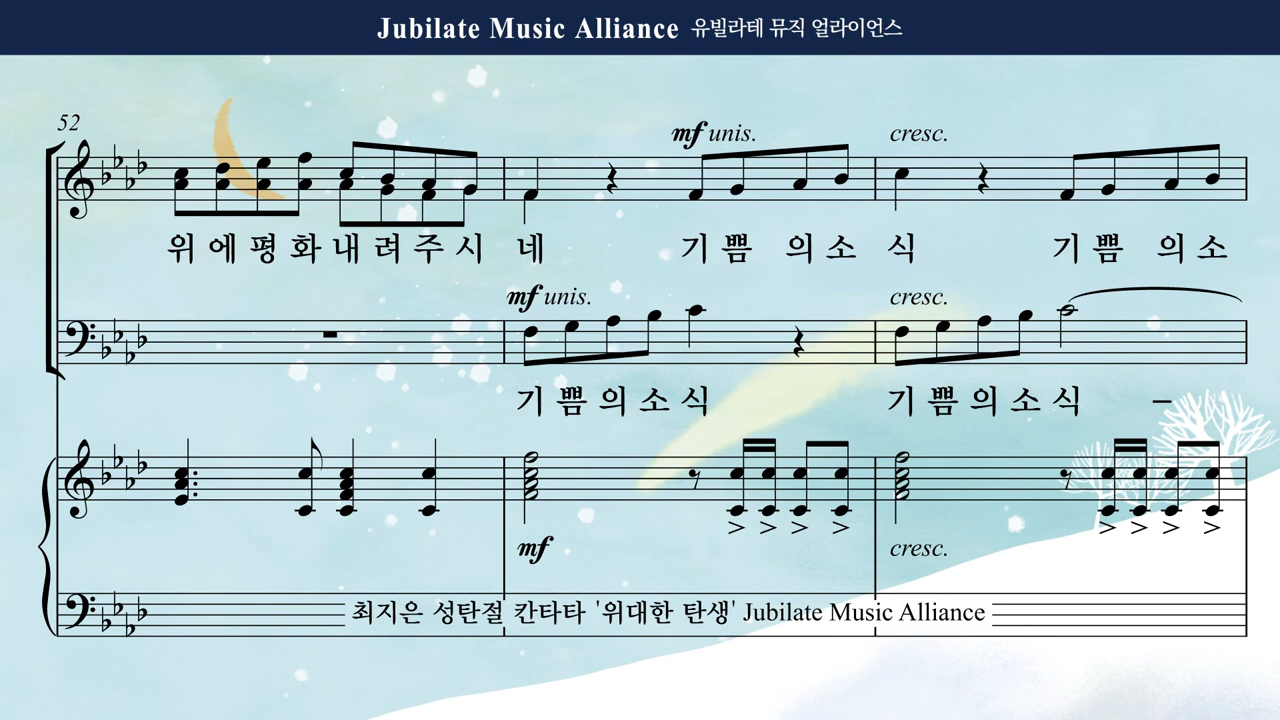 Jubilate Music Alliance 유빌라테 뮤직 얼라이언스
52
mf unis. cresc.
위에평화내려주시 네 기쁨 의소 식 기쁨 의소
mf unis. cresc.
기쁨의소식 기쁨의소식 –
mf cresc.
최지은 성탄절 칸타타 '위대한 탄생' Jubilate Music Alliance